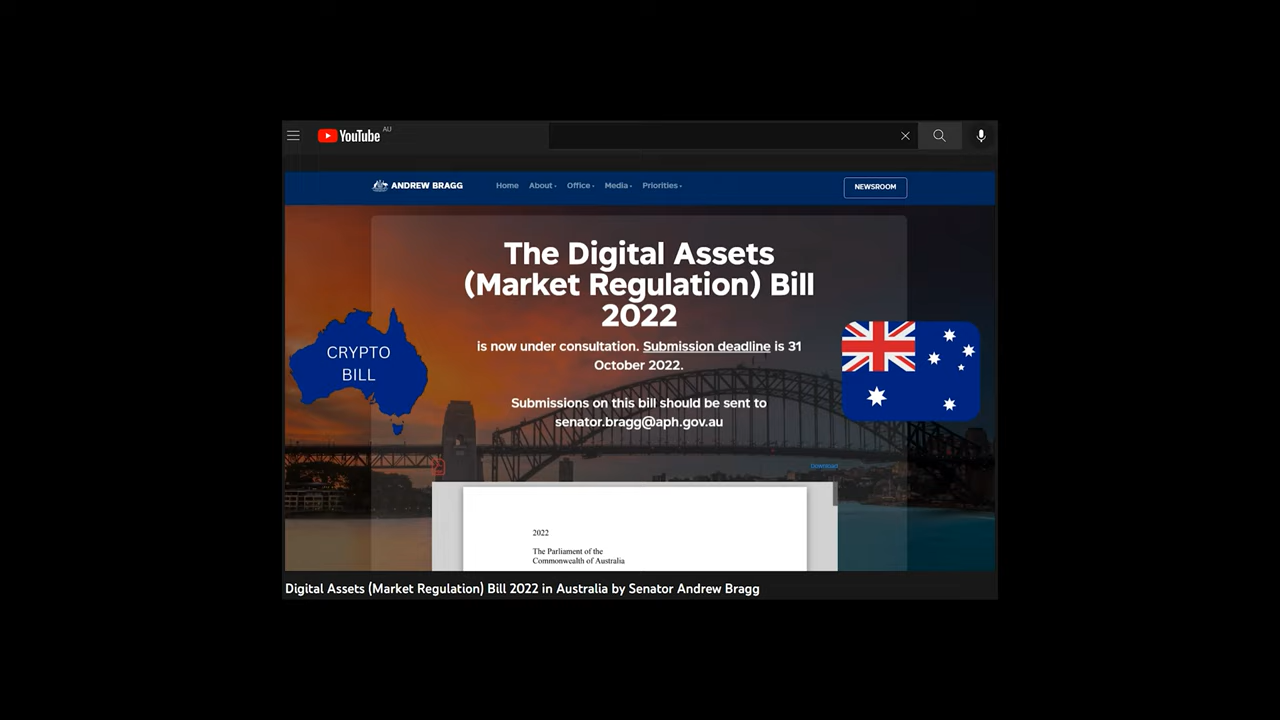 YouTube AU
ANDREW BRAGG Home About Office Media Priorities NEWSROOM
The Digital Assets
(Market Regulation) Bill
2022
is now under consultation. Submission deadline is 31
October 2022.
CRYPTO
BILL
Submissions on this bill should be sent to
senator.bragg@aph.gov.au
Download
2022
The Parliament of the
Commonwealth of Australia
Digital Assets (Market Regulation) Bill 2022 in Australia by Senator Andrew Bragg